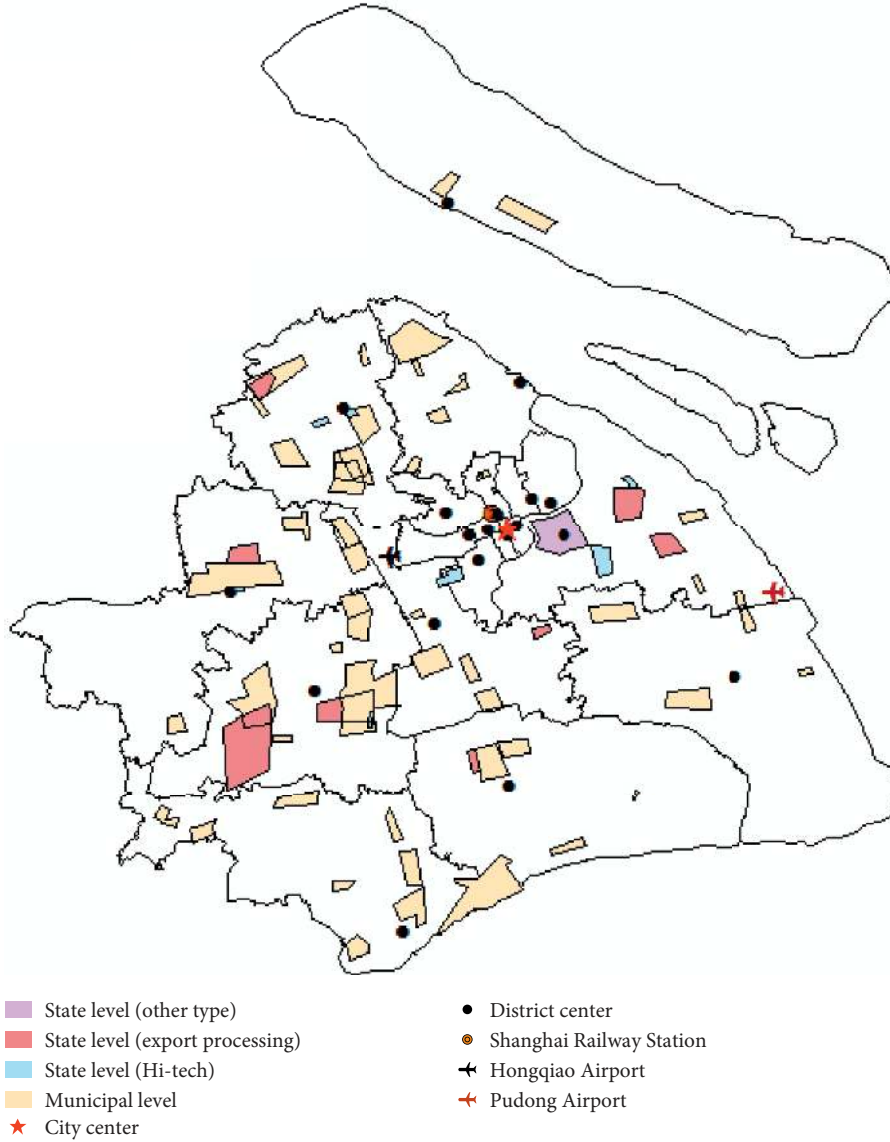 State level (other type)
State level (export processing)
State level (Hi-tech)
Municipal level
City center
District center
Shanghai Railway Station
Hongqiao Airport
Pudong Airport